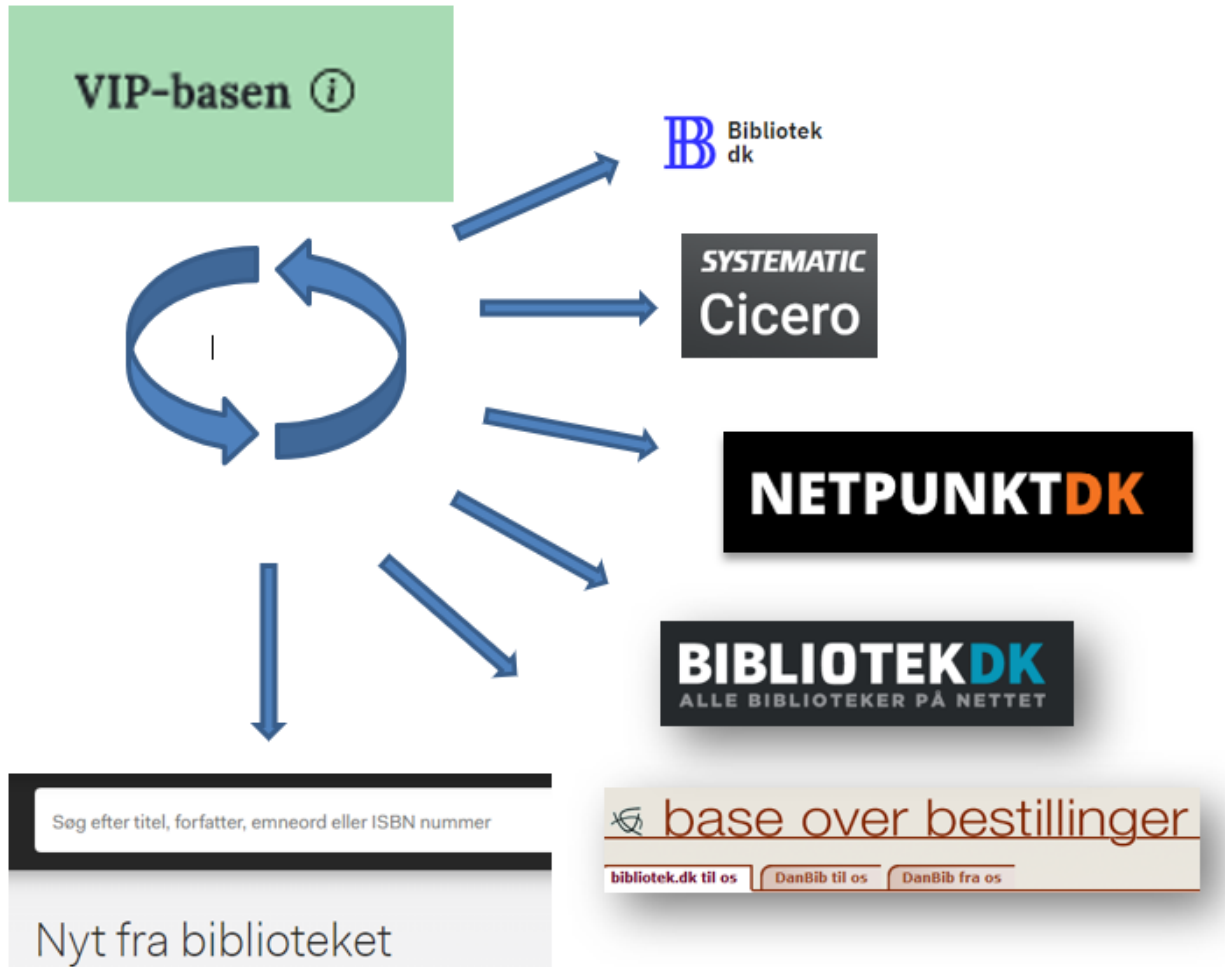 VIP-basen
Bibliotek
dk
SYSTEMATIC
Cicero
NETPUNKTDK
BIBLIOTEKDK
ALLE BIBLIOTEKER PÅ NETTET
Søg efter titel, forfatter, emneord eller ISBN nummer
Nyt fra biblioteket
base over bestillinger
bibliotek.dk til os
DanBib til os
DanBib fra os